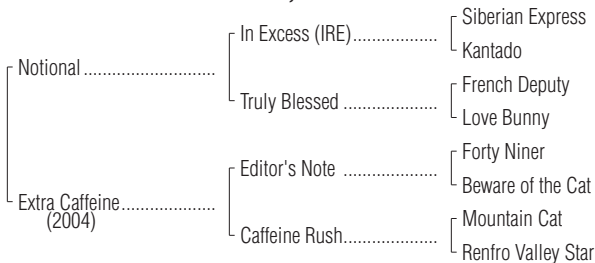 Siberian Express
In Excess (IRE)...................
Kantado
Notional............................
French Deputy
Truly Blessed .....................
Love Bunny
Forty Niner
Editor's Note .....................
Beware of the Cat
Extra Caffeine....................
(2004)
Mountain Cat
Caffeine Rush.....................
Renfro Valley Star